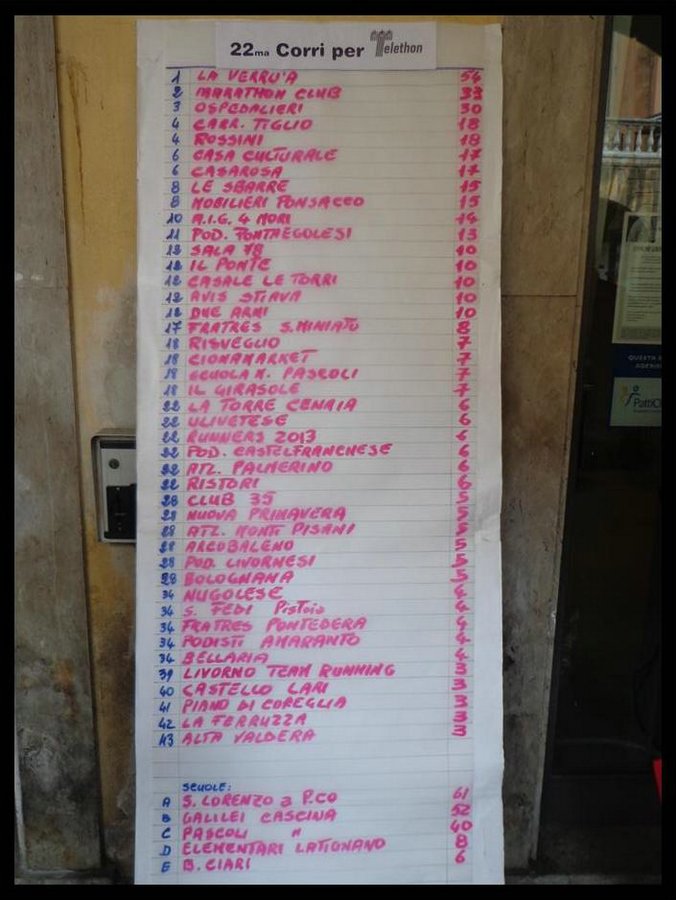 22ma Corri per Telethon
1 LA VERRU'A 54
2 MARATHON CLUB 33
3 OSPEDALIERI 30
4 CARR. TIGLIO 18
4 ROSSINI 18
6 CASA CULTURALE 17
6 CASAROSA 17
8 LE SBARRE 15
8 MOBILIERI PONSACCO 15
10 A.I.G. 4 MORI 14
11 POD. PONTREGOLESI 13
12 SALA 78 10
12 IL PONTE 10
12 CASALE LE TORRI 10
12 AVIS STIAVA 10
12 DUE ARNI 10
17 FRATRES S.MINIATO 8
18 RISVEGLIO 7
18 CIONAMARKET 7
18 SCUOLA N. PASCOLI 7
18 IL GIRASOLE 7
22 LA TORRE CENAIA 6
22 ULIVETESE 6
22 RUNNERS 2013 6
22 POD. CASTELFRANCHESE 6
22 ATL. PALMERINO 6
22 RISTORI 6
28 CLUB 35 5
28 NUOVA PRIMAVERA 5
28 ATL. MONTI PISANI 5
28 ARCOBALENO 5
28 POD. LIVORNESI 5
28 BOLOGNANA 5
34 NUGOLESE 4
34 S. FEDI Pistoia 4
34 FRATRES PONTEDERA 4
34 PODISTI AMARANTO 4
34 BELLARIA 4
39 LIVORNO TEAM RUNNING 3
40 CASTELLO LARI 3
41 PIANO DI COREGLIA 3
42 LA FERRUZZA 3
43 ALTA VALDERA 3
SCUOLE:
A S. LORENZO a P.CO 61
B GALILEI CASCINA 52
C PASCOLI " 40
D ELEMENTARI LATIGNANO 8
E B. CIARI 6